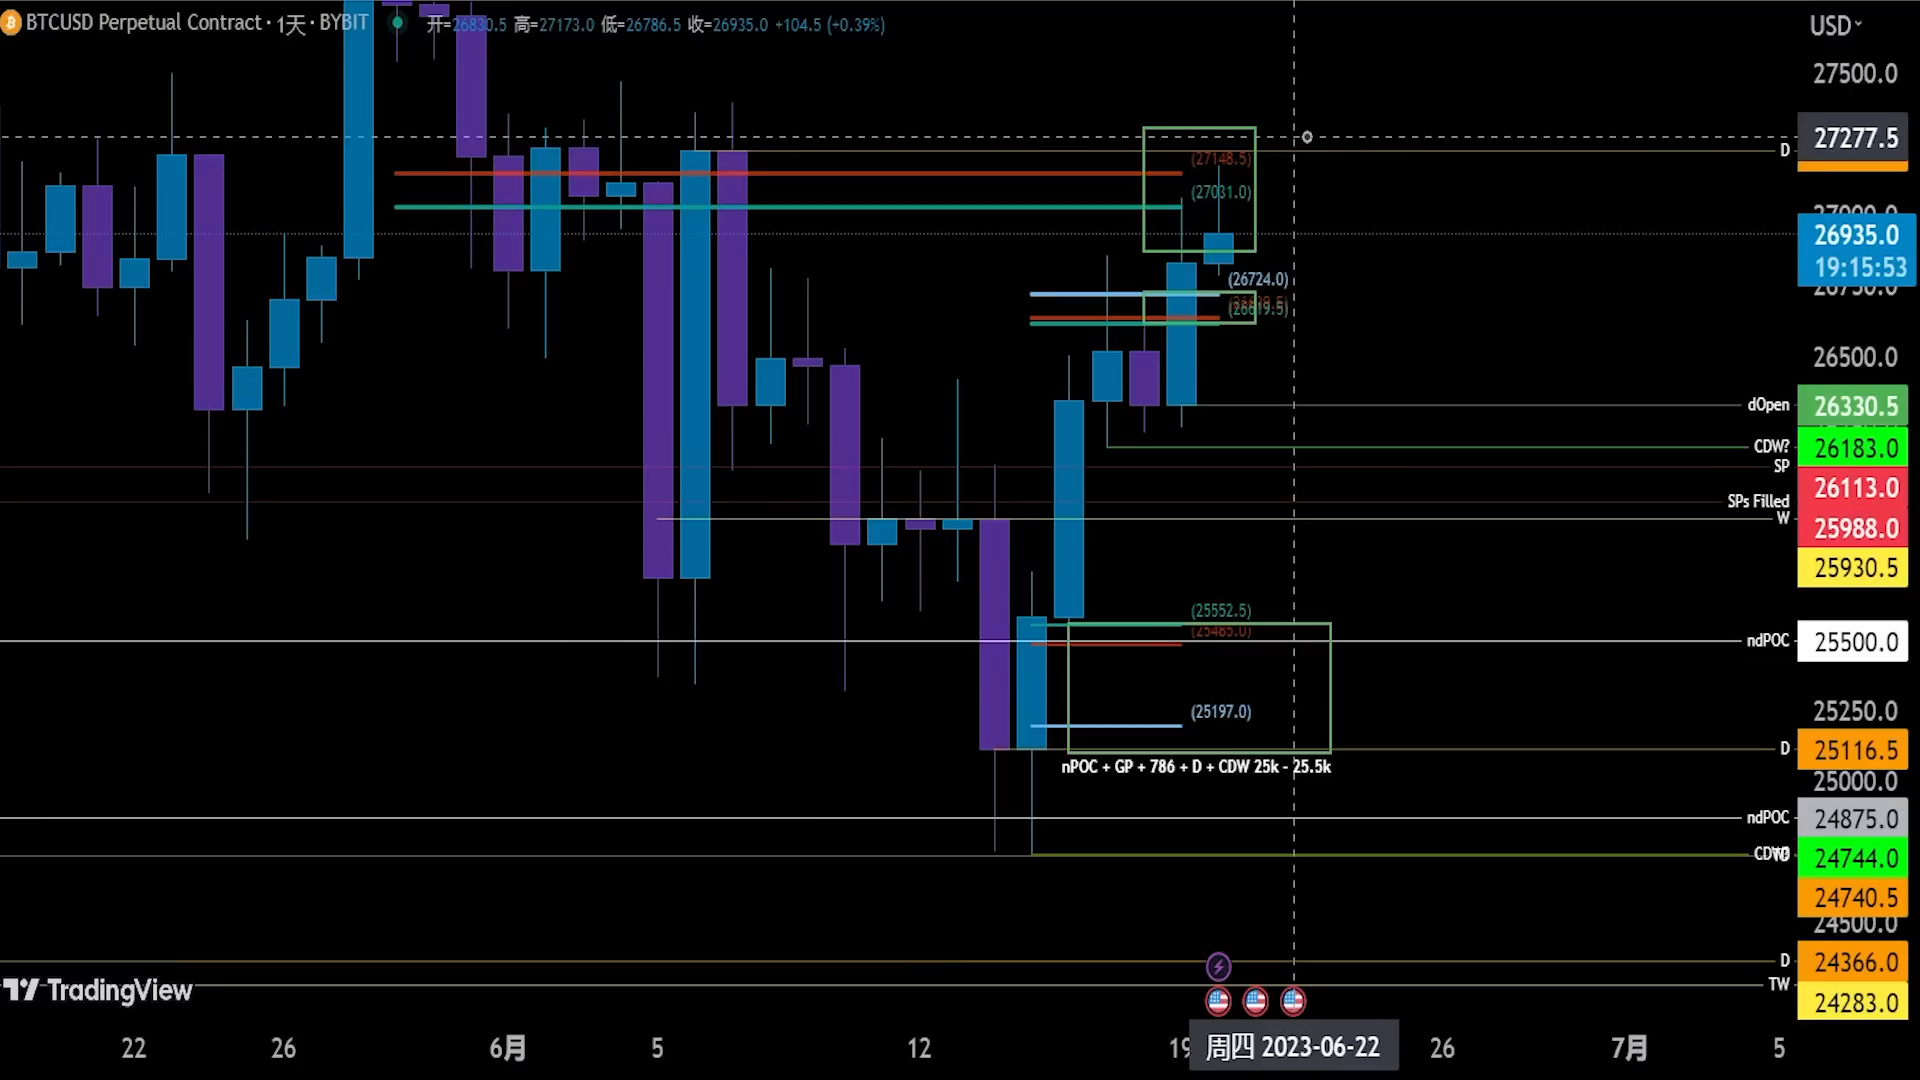 BTCUSD Perpetual Contract · 1天 · BYBIT 开=26830.5 高=27173.0 低=26786.5 收=26935.0 +104.5 (+0.39%)
USD
27500.0
27277.5
D
(27148.5)
(27031.0)
26935.0
19:15:53
(26724.0)
26500.0
dOpen 26330.5
CDW? 26183.0
SP 26113.0
SPs Filled 25988.0
W 25930.5
(25552.5)
(25485.0)
ndPOC 25500.0
(25197.0)
25250.0
D 25116.5
nPOC + GP + 786 + D + CDW 25k - 25.5k
25000.0
ndPOC 24875.0
24744.0
24740.5
24500.0
D 24366.0
TW 24283.0
TradingView
22 26 6月 5 12 19 周四 2023-06-22 26 7月 5